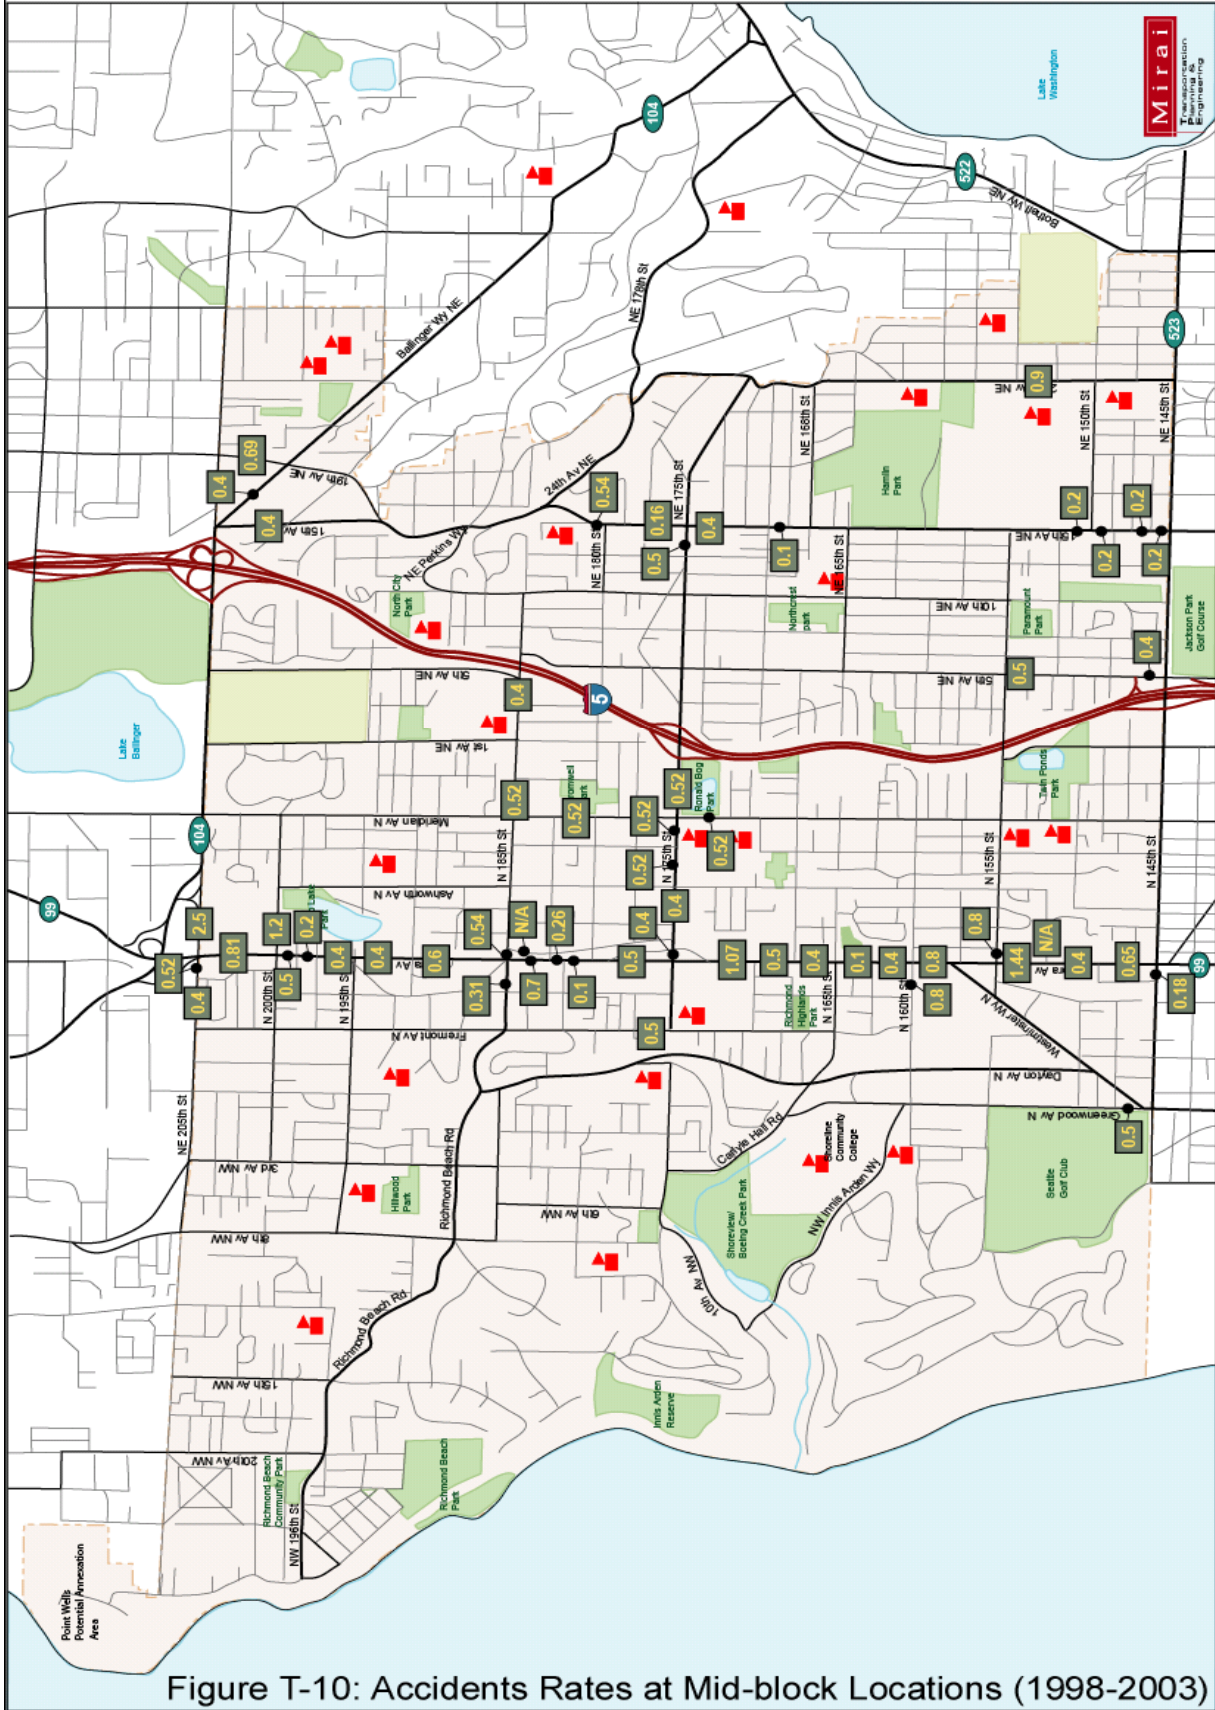 Mirai
Transportation
Planning &
Engineering
Lake
Washington
104
522
Bothell Wy NE
Ballinger Wy NE
NE 178th St
523
0.9
NE 150th St
NE 145th St
NE 168th St
Hamlin
Park
0.69
0.4
19th Av NE
24th Av NE
0.4
15th Av
0.54
NE 180th St
0.16
NE 175th St
0.5
0.4
0.1
NE 165th St
0.2
0.2
15th Av NE
0.2
0.2
NE Perkins Wy
North City
Park
Northcrest
park
10th Av NE
Paramount
Park
Jackson Park
Golf Course
0.4
0.5
5th Av NE
5th Av NE
0.4
5
1st Av NE
Lake
Ballinger
Twin Ponds
Park
0.52
0.52
0.52
0.52
Ronald Bog
Park
0.52
0.52
104
Meridian Av N
N 185th St
N 175th St
N 155th St
N 145th St
Ashworth Av N
99
2.5
1.2
0.2
0.81
0.52
0.4
0.5
0.4
0.4
0.6
0.54
N/A
0.26
0.4
0.4
0.31
0.7
0.1
0.5
1.07
0.5
0.4
0.1
0.4
0.8
0.8
0.8
1.44
N/A
0.4
0.65
99
0.18
N 200th St
N 195th St
Fremont Av N
0.5
Richmond
Highlands
Park
N 165th St
N 160th St
Westminster Wy N
Dayton Av N
Greenwood Av N
0.5
NE 205th St
3rd Av NW
Hillwood
Park
Richmond Beach Rd
8th Av NW
6th Av NW
Carlyle Hall Rd
Shoreline
Community
College
NW Innis Arden Wy
Shoreview/
Boeing Creek Park
Seattle
Golf Club
10th Av NW
Richmond Beach Rd
15th Av NW
Innis Arden
Reserve
20th Av NW
Richmond Beach
Community Park
Richmond Beach
Park
NW 196th St
Point Wells
Potential Annexation
Area
Figure T-10: Accidents Rates at Mid-block Locations (1998-2003)